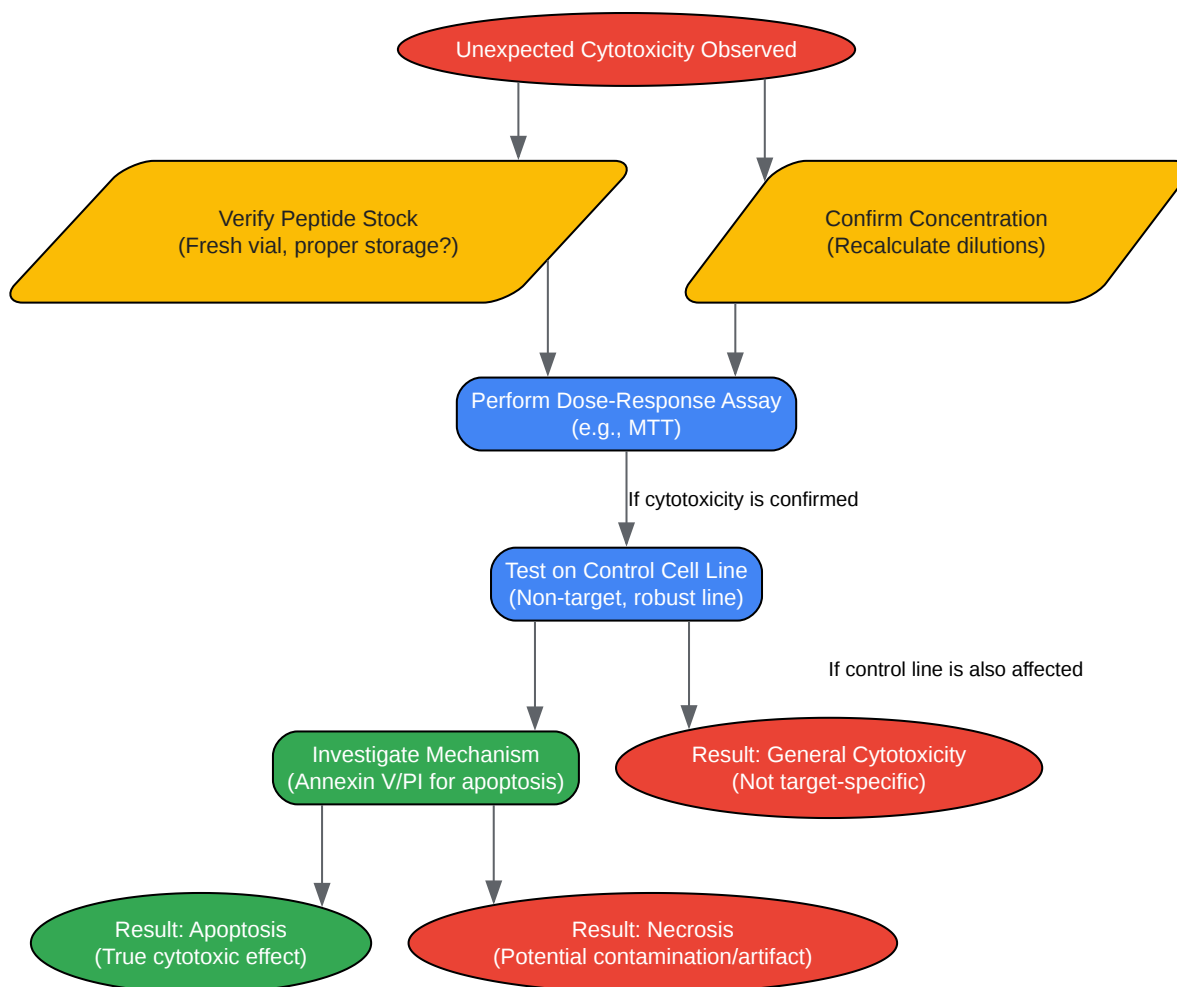 Unexpected Cytotoxicity Observed
Verify Peptide Stock
(Fresh vial, proper storage?)
Confirm Concentration
(Recalculate dilutions)
Perform Dose-Response Assay
(e.g., MTT)
If cytotoxicity is confirmed
Test on Control Cell Line
(Non-target, robust line)
If control line is also affected
Investigate Mechanism
(Annexin V/PI for apoptosis)
Result: General Cytotoxicity
(Not target-specific)
Result: Apoptosis
(True cytotoxic effect)
Result: Necrosis
(Potential contamination/artifact)